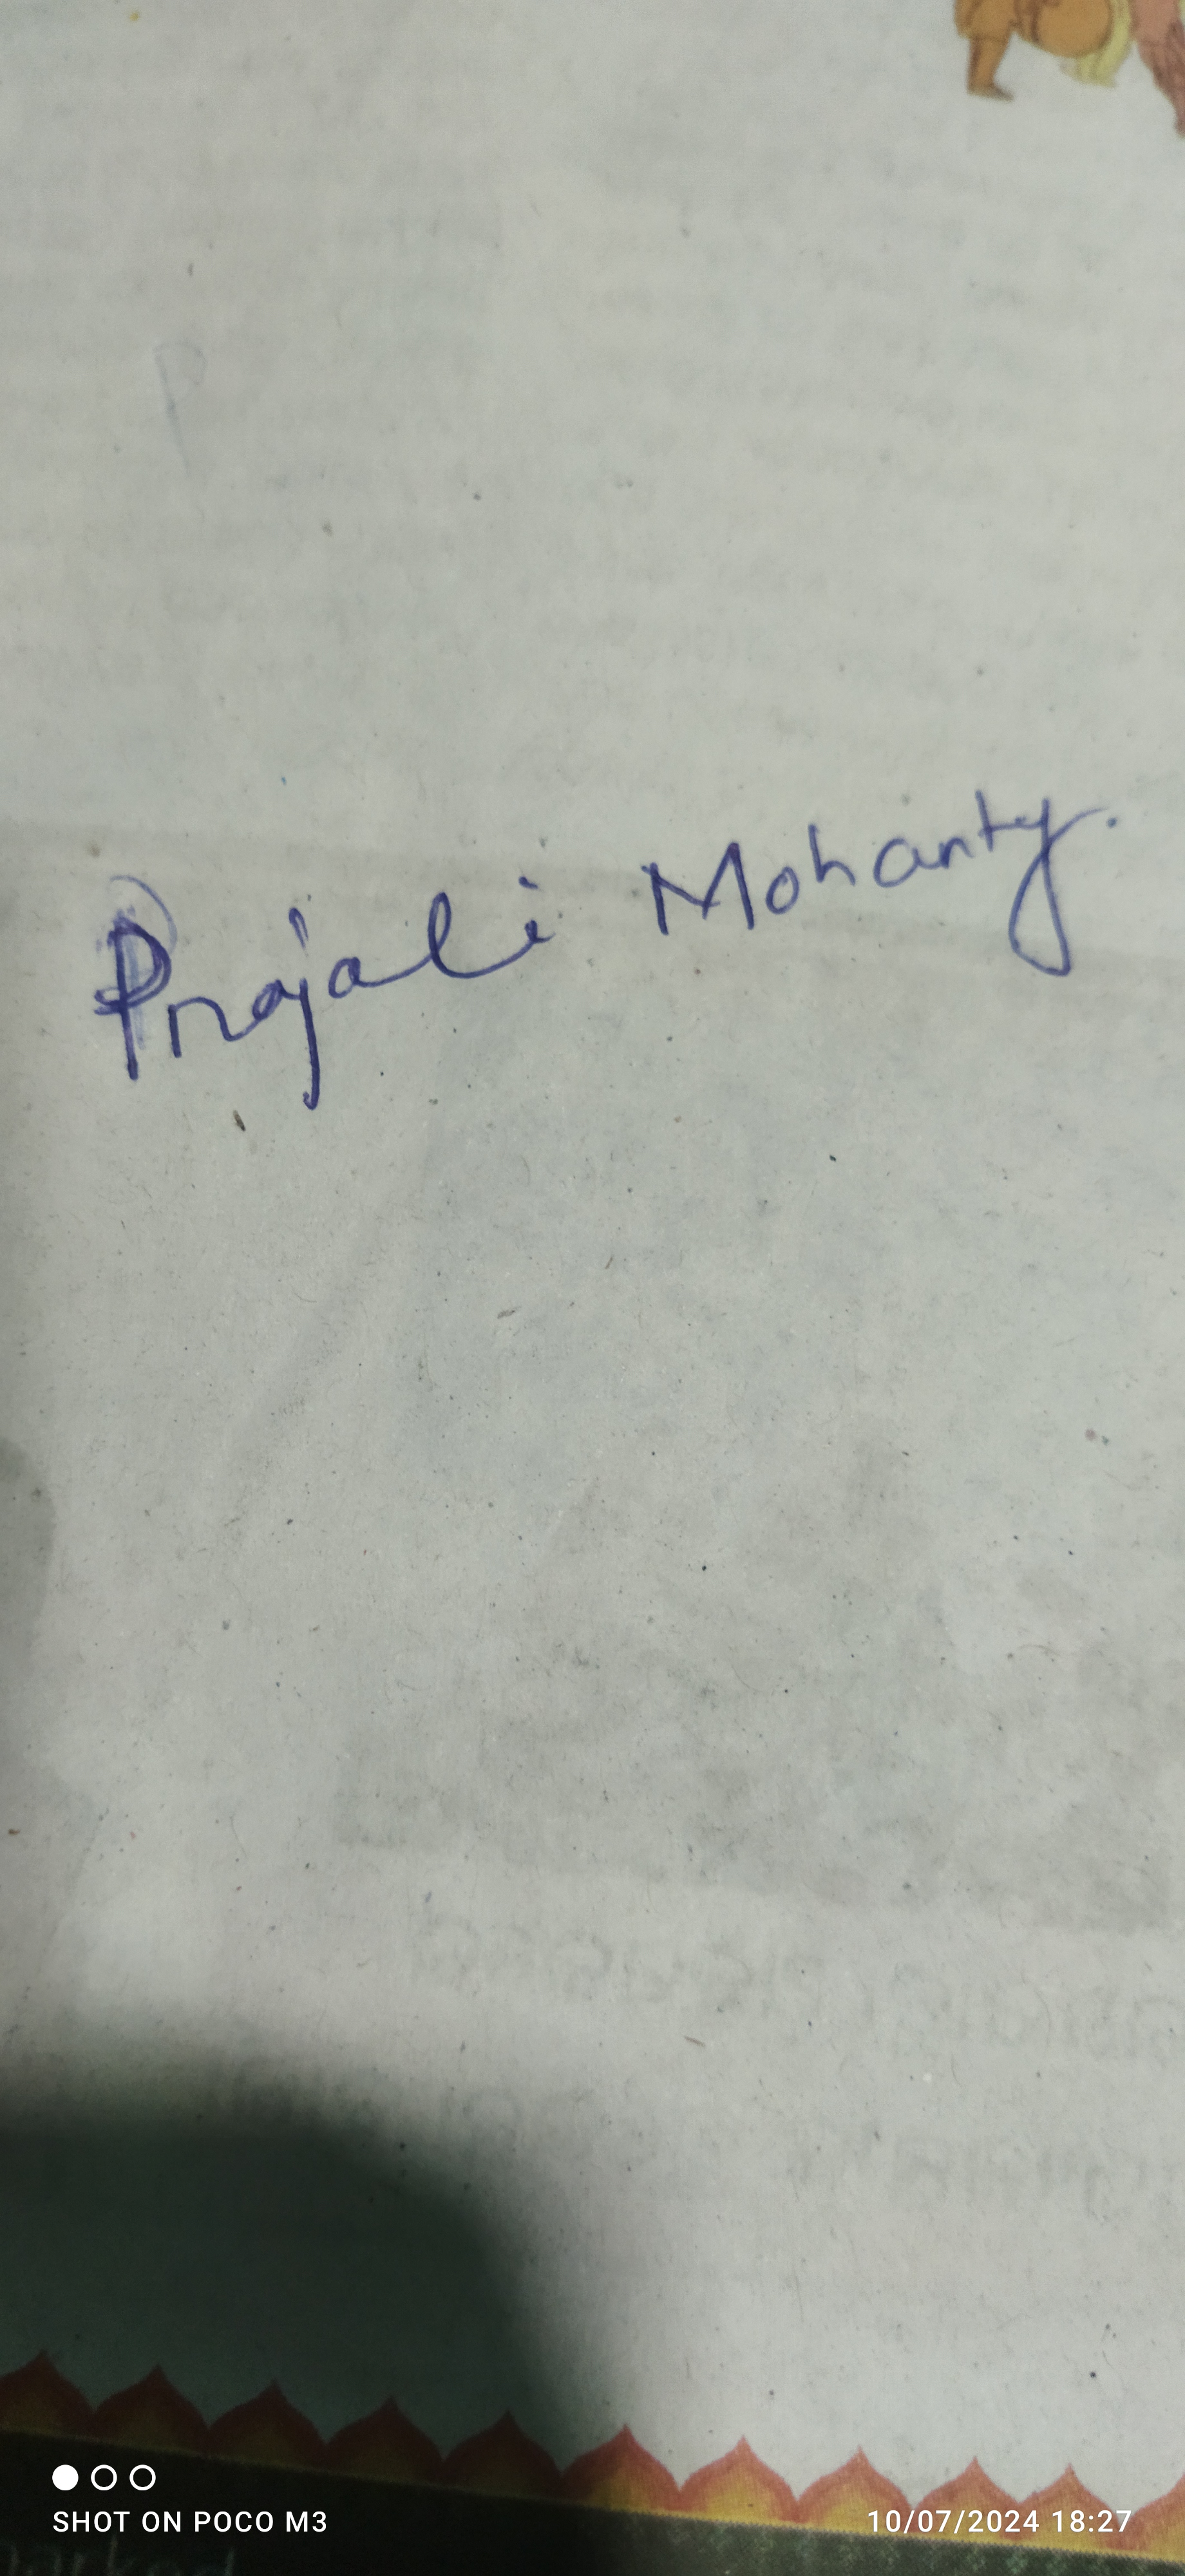 P
Prajali Mohanty.
SHOT ON POCO M3
10/07/2024 18:27